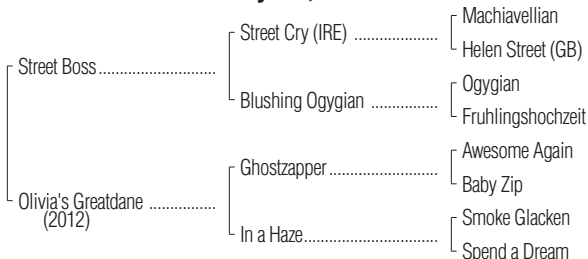 Machiavellian
Street Cry (IRE) ..................
Helen Street (GB)
Street Boss..........................
Ogygian
Blushing Ogygian ................
Fruhlingshochzeit
Awesome Again
Ghostzapper........................
Baby Zip
Olivia's Greatdane ...............
(2012)
Smoke Glacken
In a Haze..............................
Spend a Dream